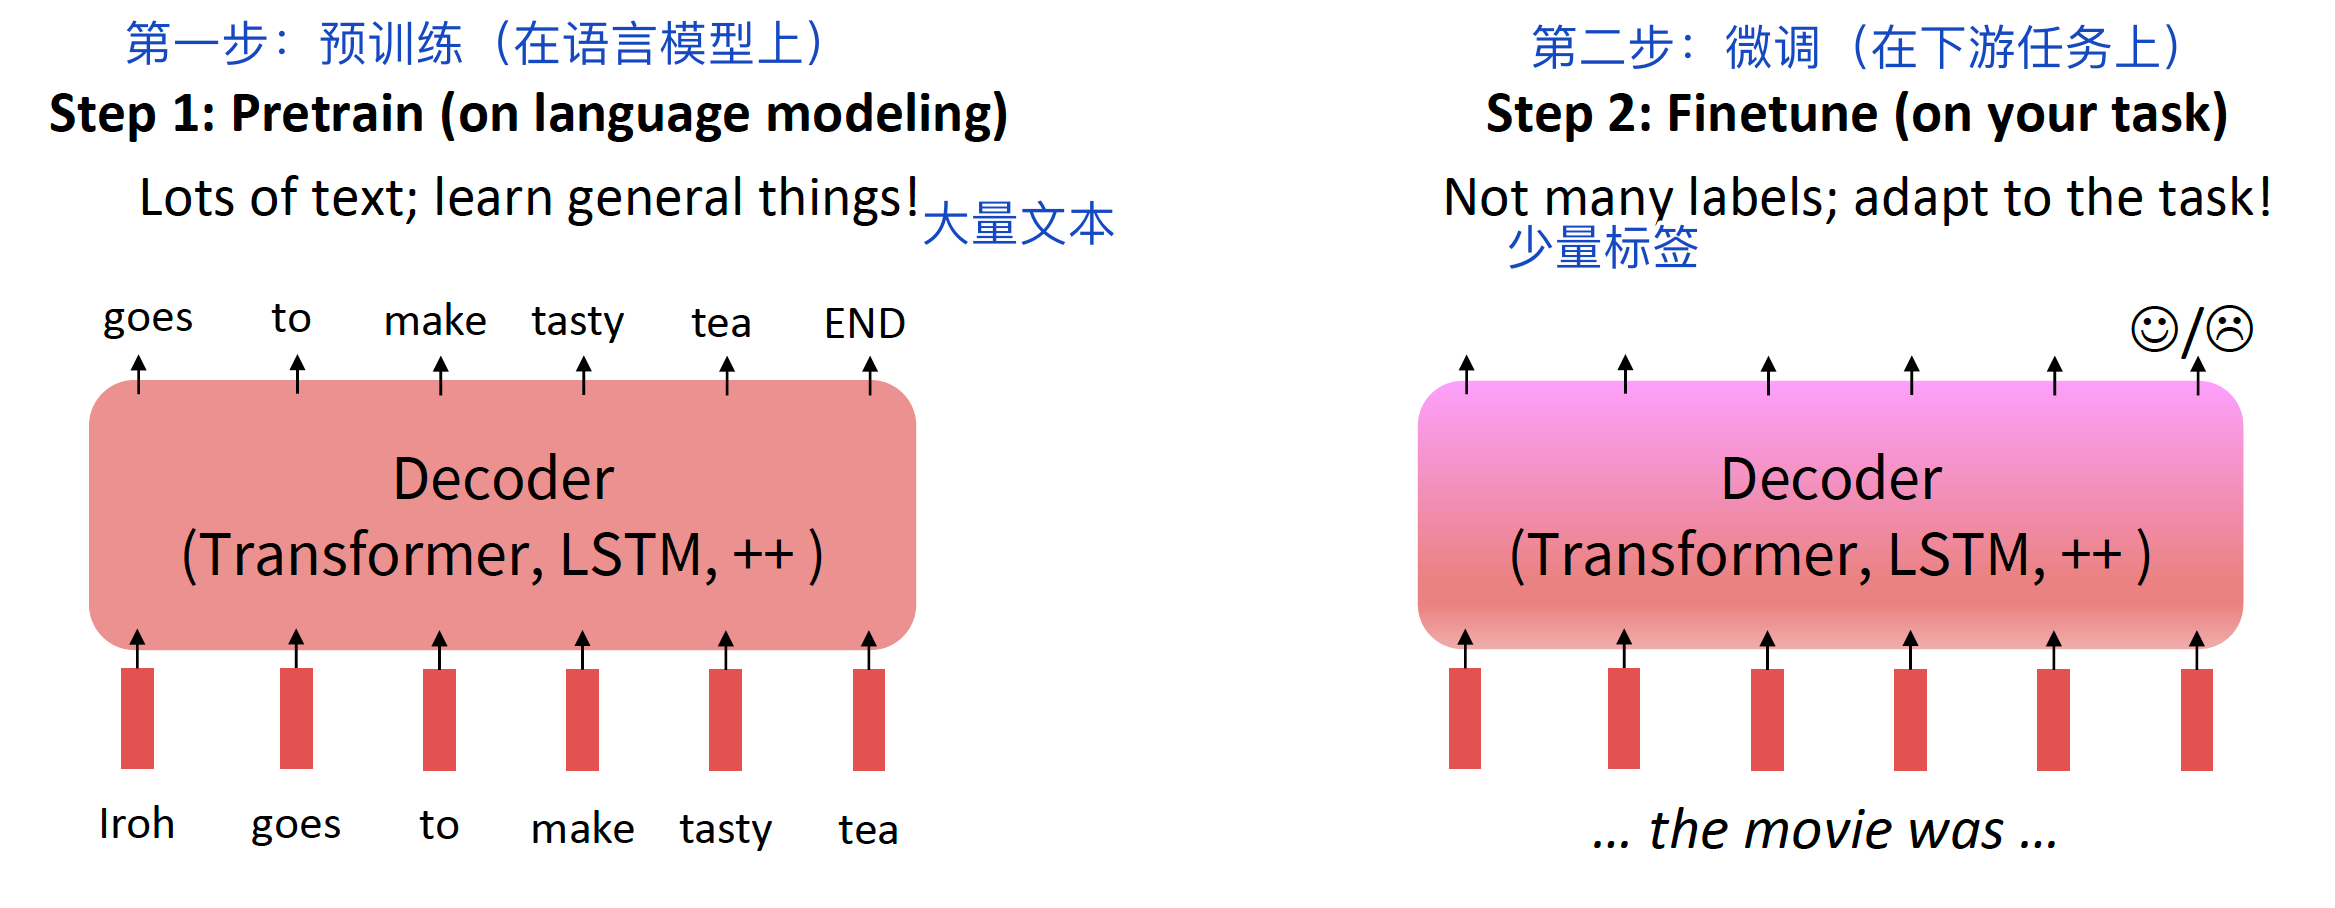 第一步：预训练（在语言模型上）
Step 1: Pretrain (on language modeling)
Lots of text; learn general things!
大量文本
goes to make tasty tea END
Decoder
(Transformer, LSTM, ++ )
Iroh goes to make tasty tea
第二步：微调（在下游任务上）
Step 2: Finetune (on your task)
Not many labels; adapt to the task!
少量标签
☺/☹
Decoder
(Transformer, LSTM, ++ )
... the movie was ...